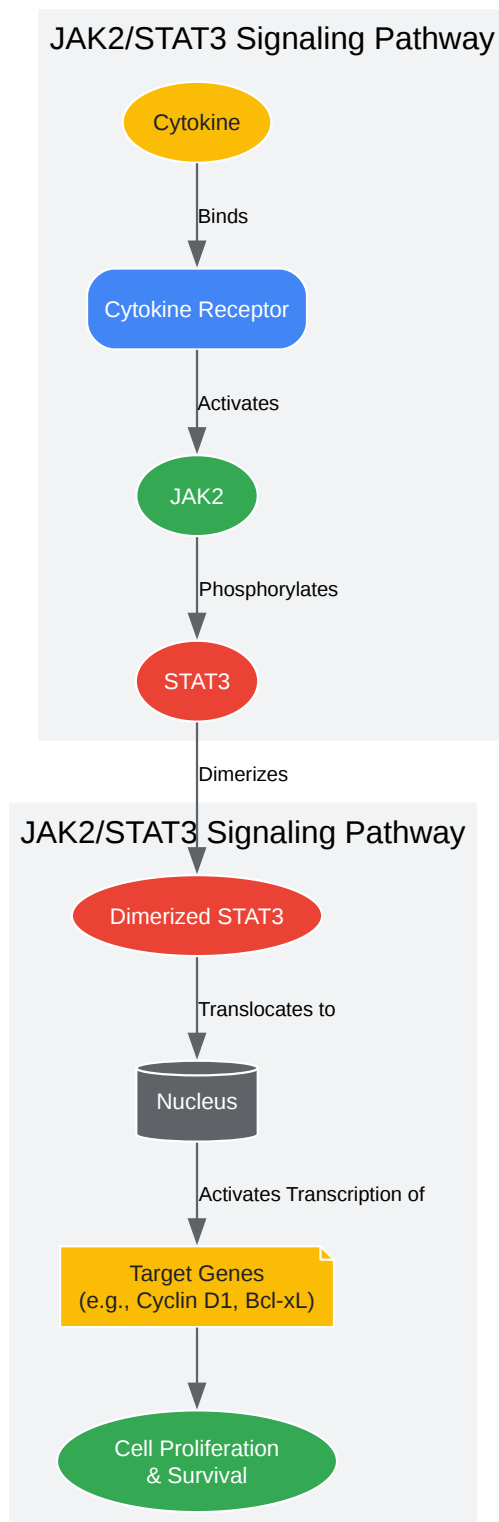 JAK2/STAT3 Signaling Pathway
Cytokine
Binds
Cytokine Receptor
Activates
JAK2
Phosphorylates
STAT3
Dimerizes
JAK2/STAT3 Signaling Pathway
Dimerized STAT3
Translocates to
Nucleus
Activates Transcription of
Target Genes
(e.g., Cyclin D1, Bcl-xL)
Cell Proliferation
& Survival